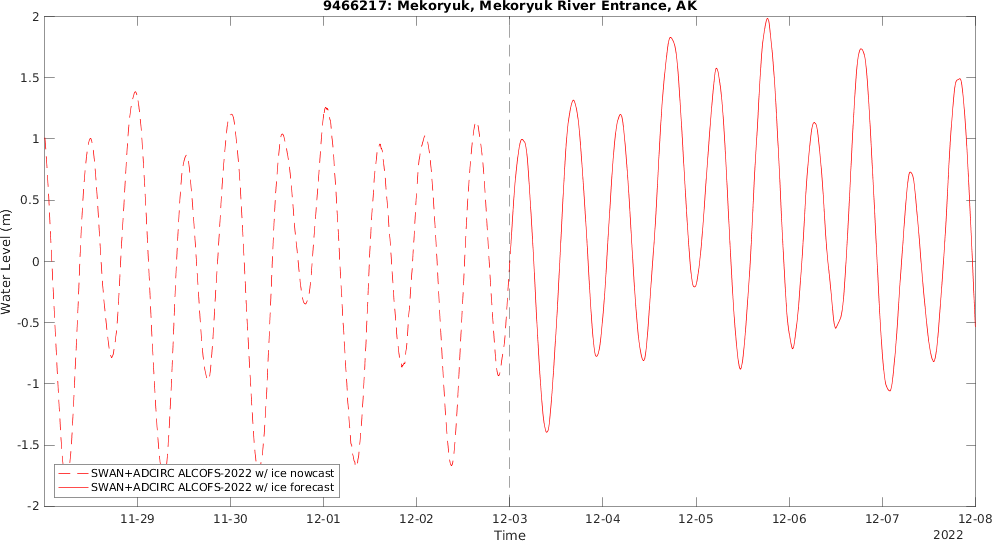 9466217: Mekoryuk, Mekoryuk River Entrance, AK
2
1.5
1
0.5
0
-0.5
-1
-1.5
-2
Water Level (m)
SWAN+ADCIRC ALCOFS-2022 w/ ice nowcast
SWAN+ADCIRC ALCOFS-2022 w/ ice forecast
11-29 11-30 12-01 12-02 12-03 12-04 12-05 12-06 12-07 12-08
Time
2022